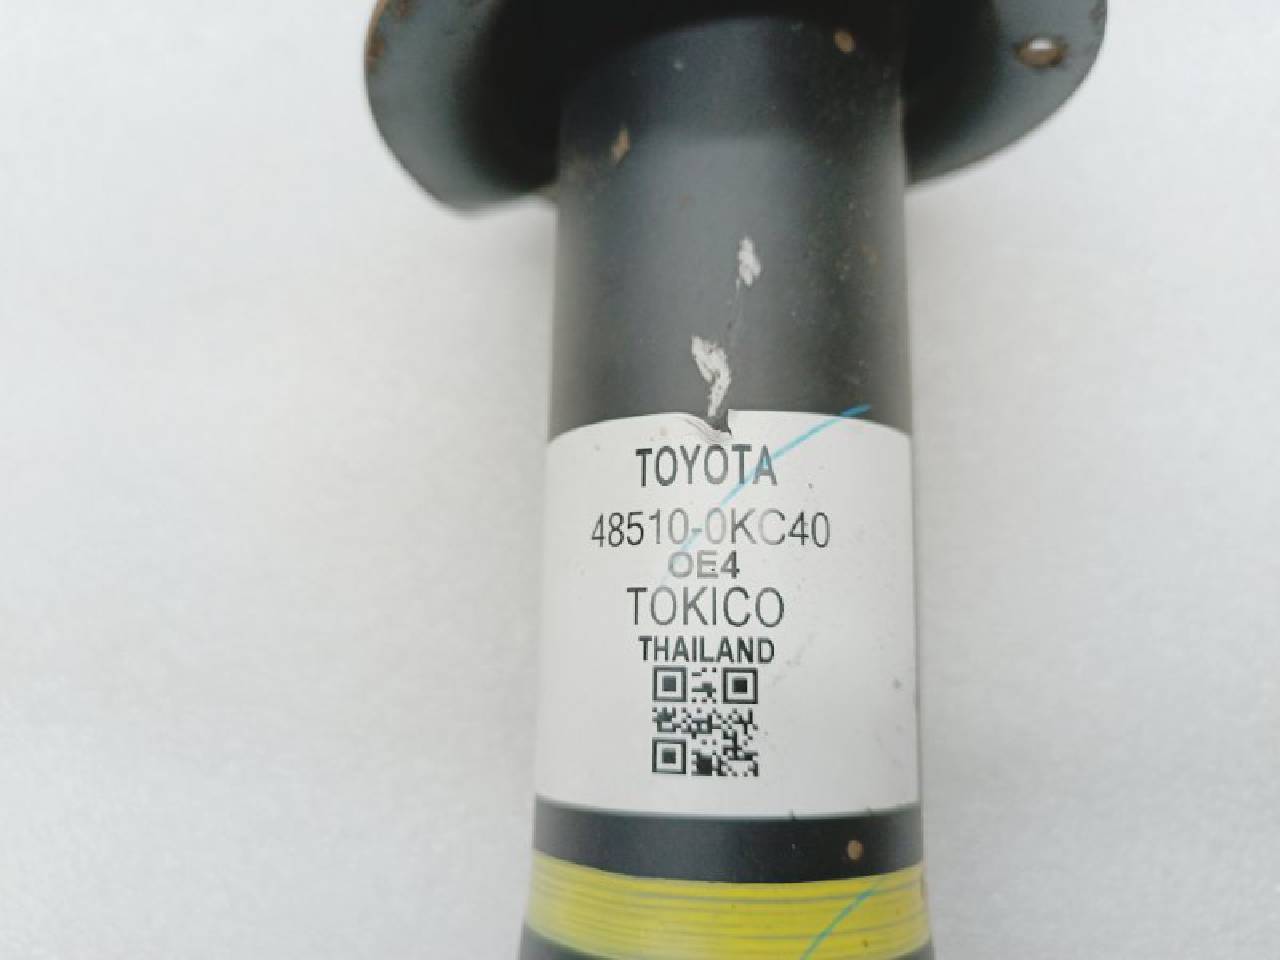 TOYOTA
48510-0KC40
OE4
TOKICO
THAILAND